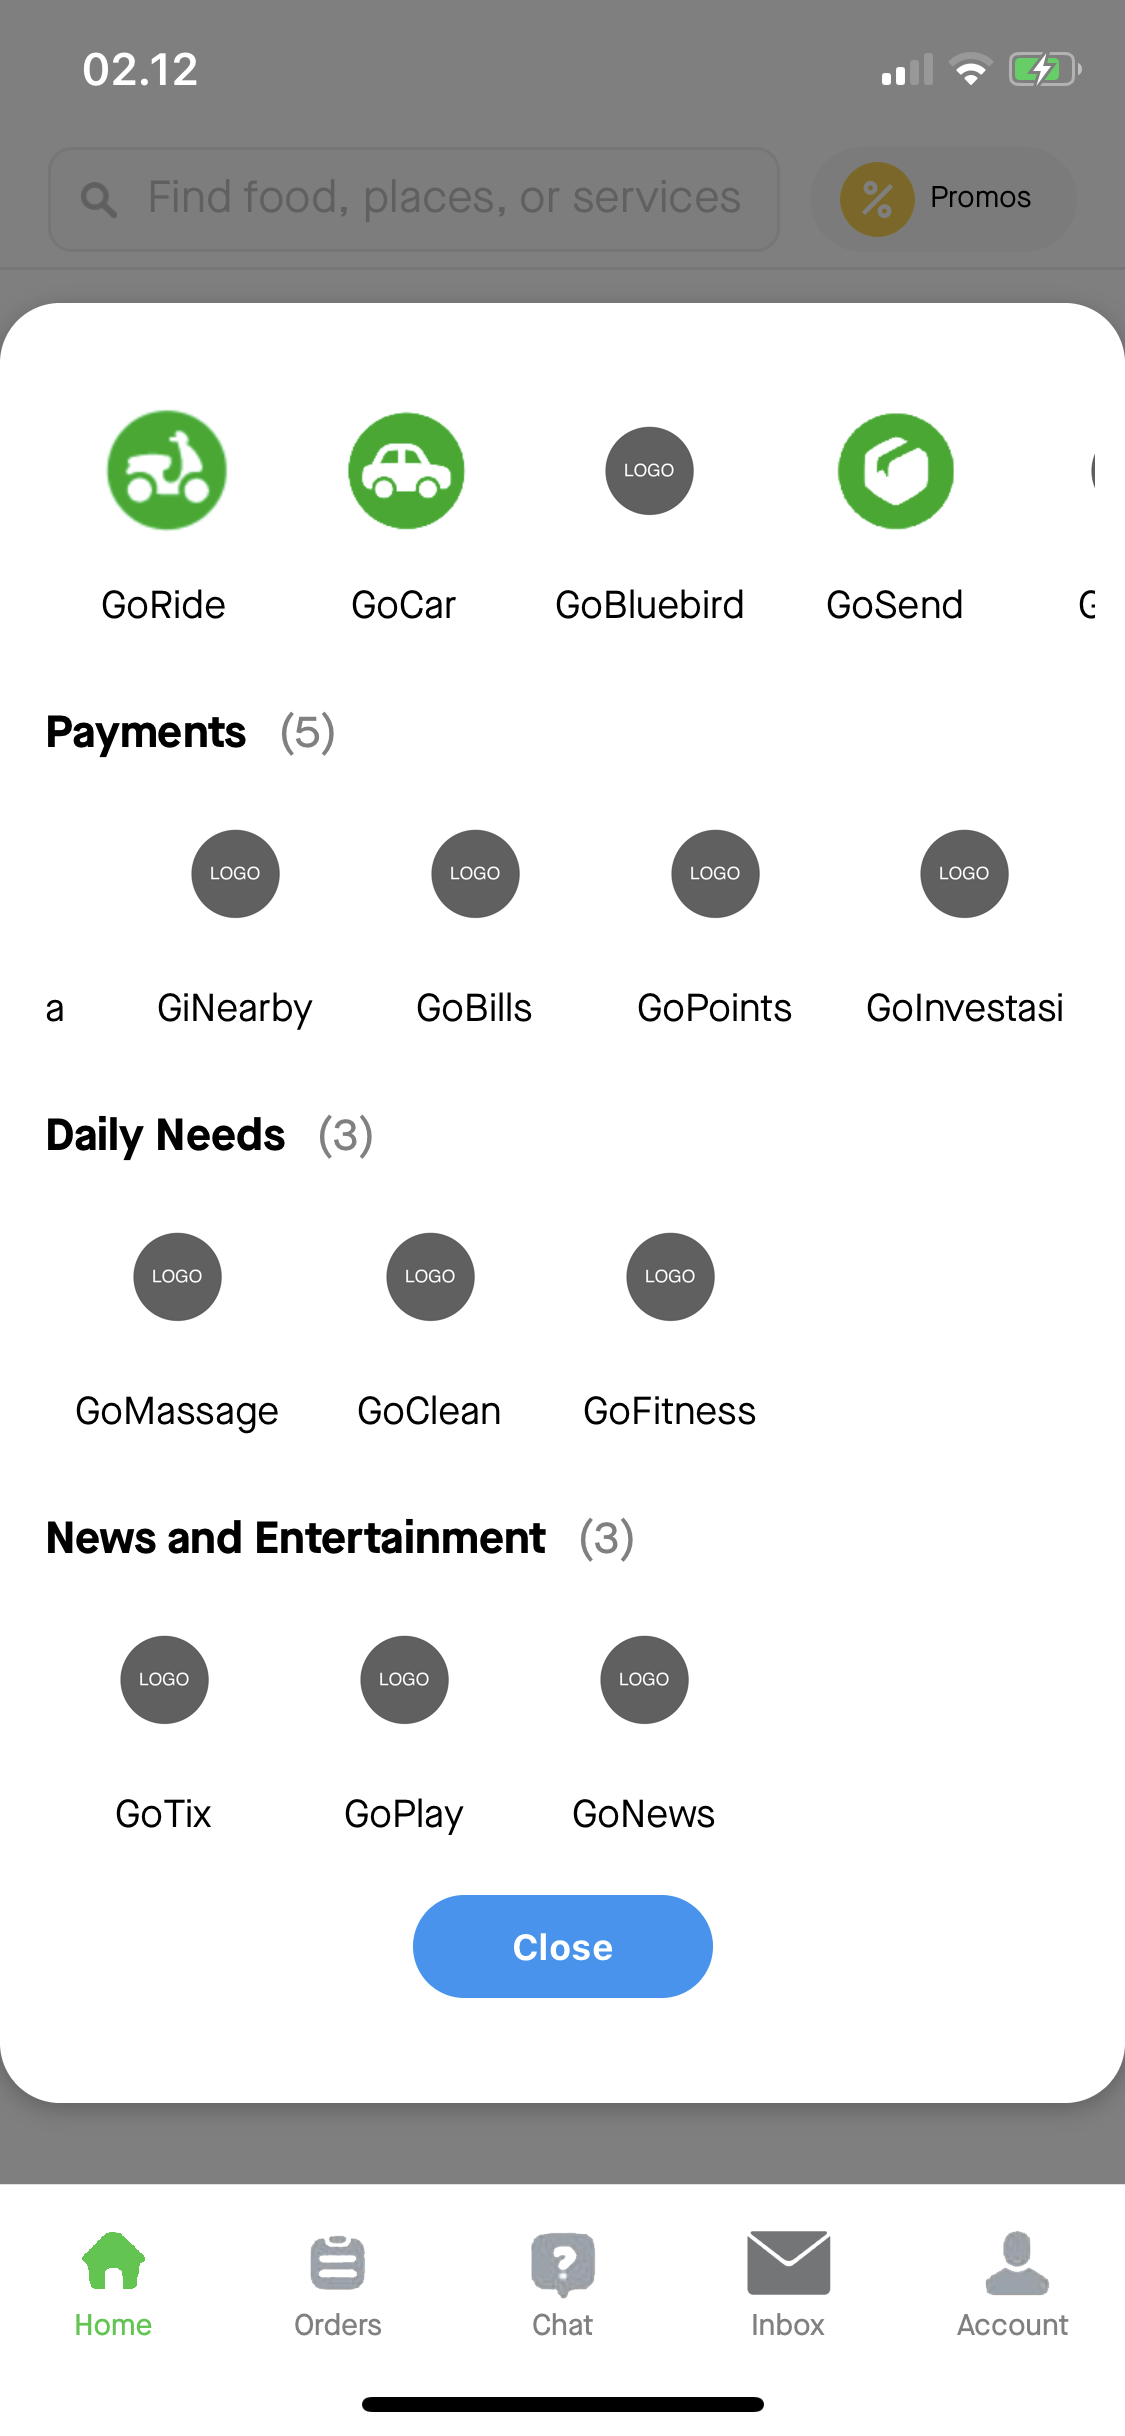 02.12
Find food, places, or services
Promos
LOGO
GoRide GoCar GoBluebird GoSend G
Payments (5)
LOGO LOGO LOGO LOGO
a GiNearby GoBills GoPoints GoInvestasi
Daily Needs (3)
LOGO LOGO LOGO
GoMassage GoClean GoFitness
News and Entertainment (3)
LOGO LOGO LOGO
GoTix GoPlay GoNews
Close
Home Orders Chat Inbox Account